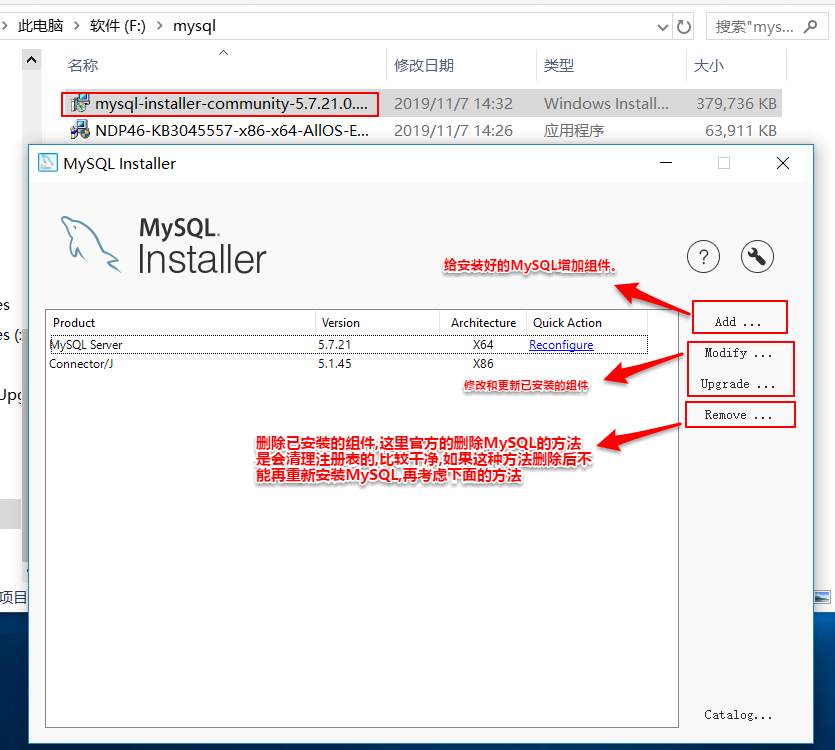 此电脑 > 软件 (F:) > mysql
搜索"mys...
名称 修改日期 类型 大小
mysql-installer-community-5.7.21.0.... 2019/11/7 14:32 Windows Install... 379,736 KB
NDP46-KB3045557-x86-x64-AllOS-E... 2019/11/7 14:26 应用程序 63,911 KB
MySQL Installer
MySQL.
Installer
?
给安装好的MySQL增加组件。
es
Product Version Architecture Quick Action
Add ...
es (x
MySQL Server 5.7.21 X64 Reconfigure
Modify ...
Connector/J 5.1.45 X86
修改和更新已安装的组件
Upgrade ...
Upg
Remove ...
删除已安装的组件,这里官方的删除MySQL的方法
是会清理注册表的,比较干净,如果这种方法删除后不
能再重新安装MySQL,再考虑下面的方法
项目
Catalog...